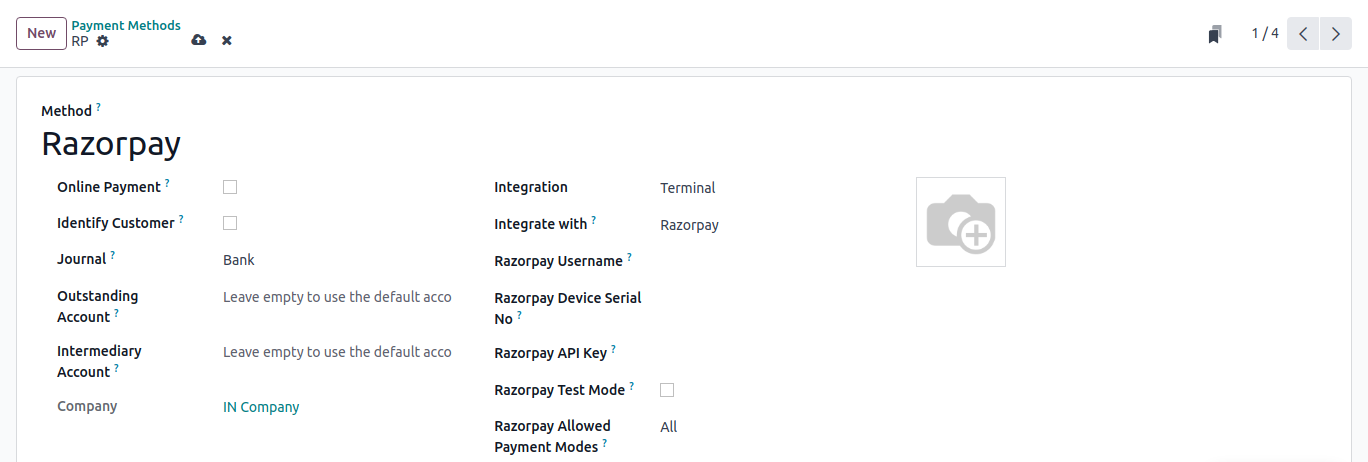 New
Payment Methods
RP
1 / 4
Method ?
Razorpay
Online Payment ?
Identify Customer ?
Journal ? Bank
Outstanding
Account ? Leave empty to use the default acco
Intermediary
Account ? Leave empty to use the default acco
Company IN Company
Integration Terminal
Integrate with ? Razorpay
Razorpay Username ?
Razorpay Device Serial
No ?
Razorpay API Key ?
Razorpay Test Mode ?
Razorpay Allowed All
Payment Modes ?